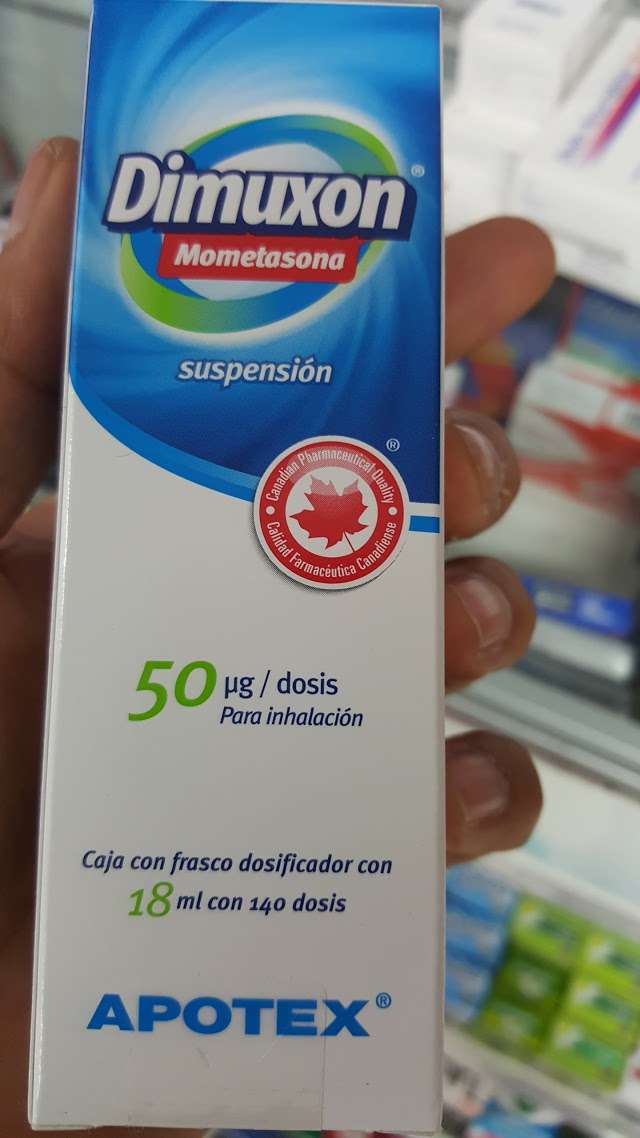 Dimuxon®
Mometasona
suspensión
®
• Canadian Pharmaceutical Quality •
Calidad Farmacéutica Canadiense
50 µg / dosis
Para inhalación
Caja con frasco dosificador con
18 ml con 140 dosis
APOTEX®